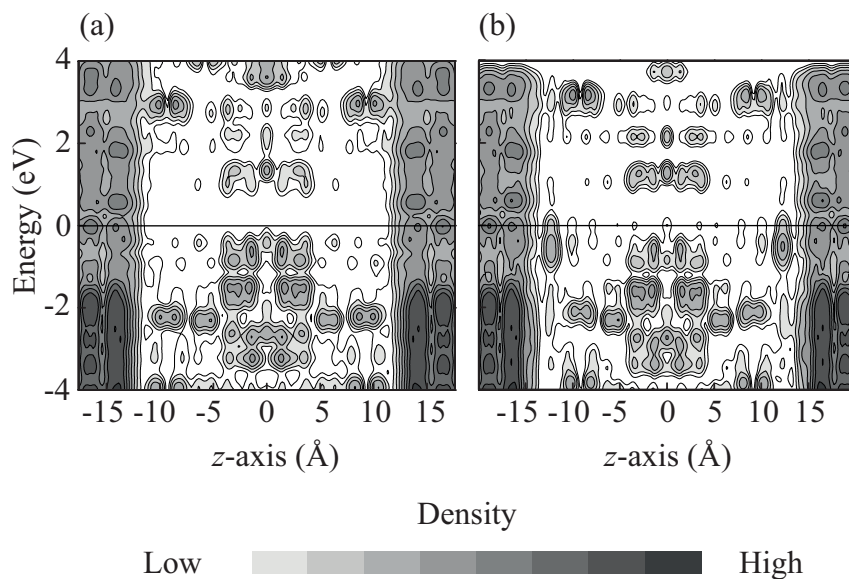 (a) (b)
4
2
0
-2
-4
Energy (eV)
-15 -10 -5 0 5 10 15 -15 -10 -5 0 5 10 15
z-axis (Å) z-axis (Å)
Density
Low High